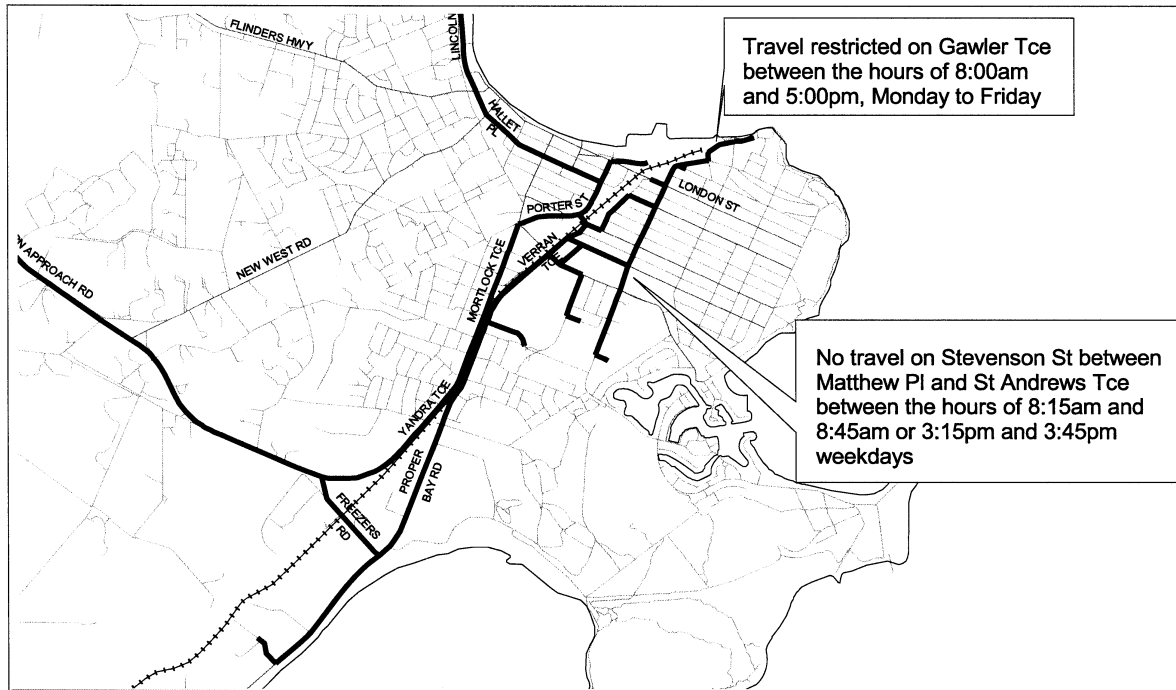 FLINDERS HWY
LINCOLN
Travel restricted on Gawler Tce
between the hours of 8:00am
and 5:00pm, Monday to Friday
HALLET
PL
LONDON ST
PORTER ST
VERRAN
TCE
MORTLOCK TCE
NEW WEST RD
APPROACH RD
No travel on Stevenson St between
Matthew Pl and St Andrews Tce
between the hours of 8:15am and
8:45am or 3:15pm and 3:45pm
weekdays
YANDRA TCE
PROPER
BAY RD
FREEZERS
RD